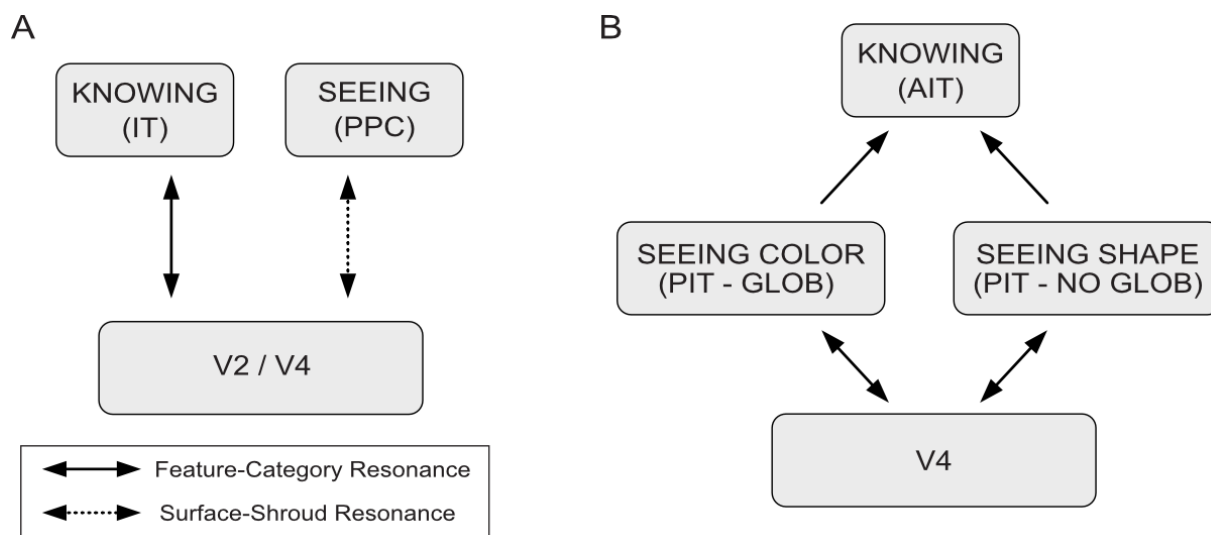 A
KNOWING
(IT)
SEEING
(PPC)
V2 / V4
Feature-Category Resonance
Surface-Shroud Resonance
B
KNOWING
(AIT)
SEEING COLOR
(PIT - GLOB)
SEEING SHAPE
(PIT - NO GLOB)
V4